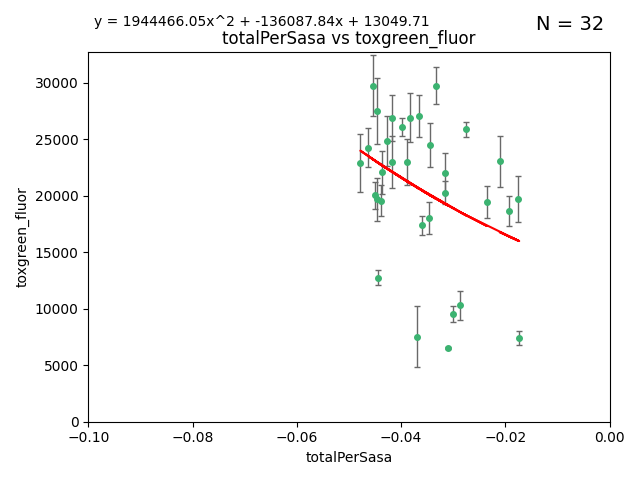 y = 1944466.05x^2 + -136087.84x + 13049.71
N = 32
totalPerSasa vs toxgreen_fluor
30000
25000
20000
15000
10000
5000
0
toxgreen_fluor
−0.10 −0.08 −0.06 −0.04 −0.02 0.00
totalPerSasa